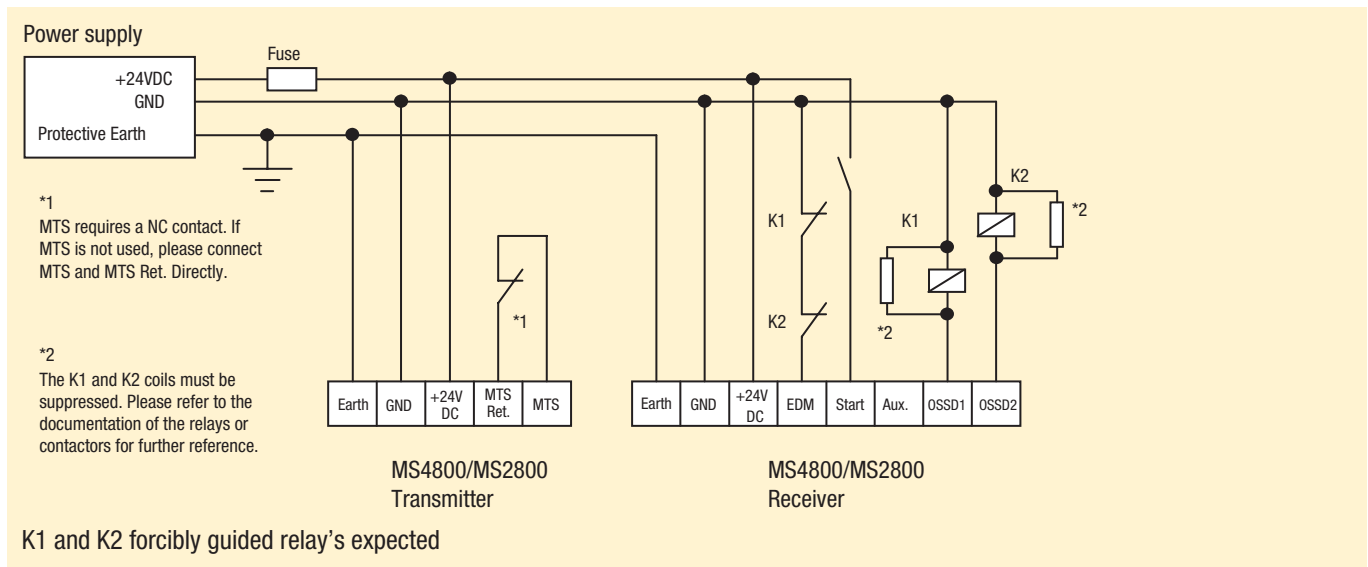 Power supply
Fuse
+24VDC
GND
Protective Earth
*1
MTS requires a NC contact. If
MTS is not used, please connect
MTS and MTS Ret. Directly.
*2
The K1 and K2 coils must be
suppressed. Please refer to the
documentation of the relays or
contactors for further reference.
*1
K1
K2
K1
*2
K2
*2
Earth
GND
+24V
DC
MTS
Ret.
MTS
Earth
GND
+24V
DC
EDM
Start
Aux.
OSSD1
OSSD2
MS4800/MS2800
Transmitter
MS4800/MS2800
Receiver
K1 and K2 forcibly guided relay's expected